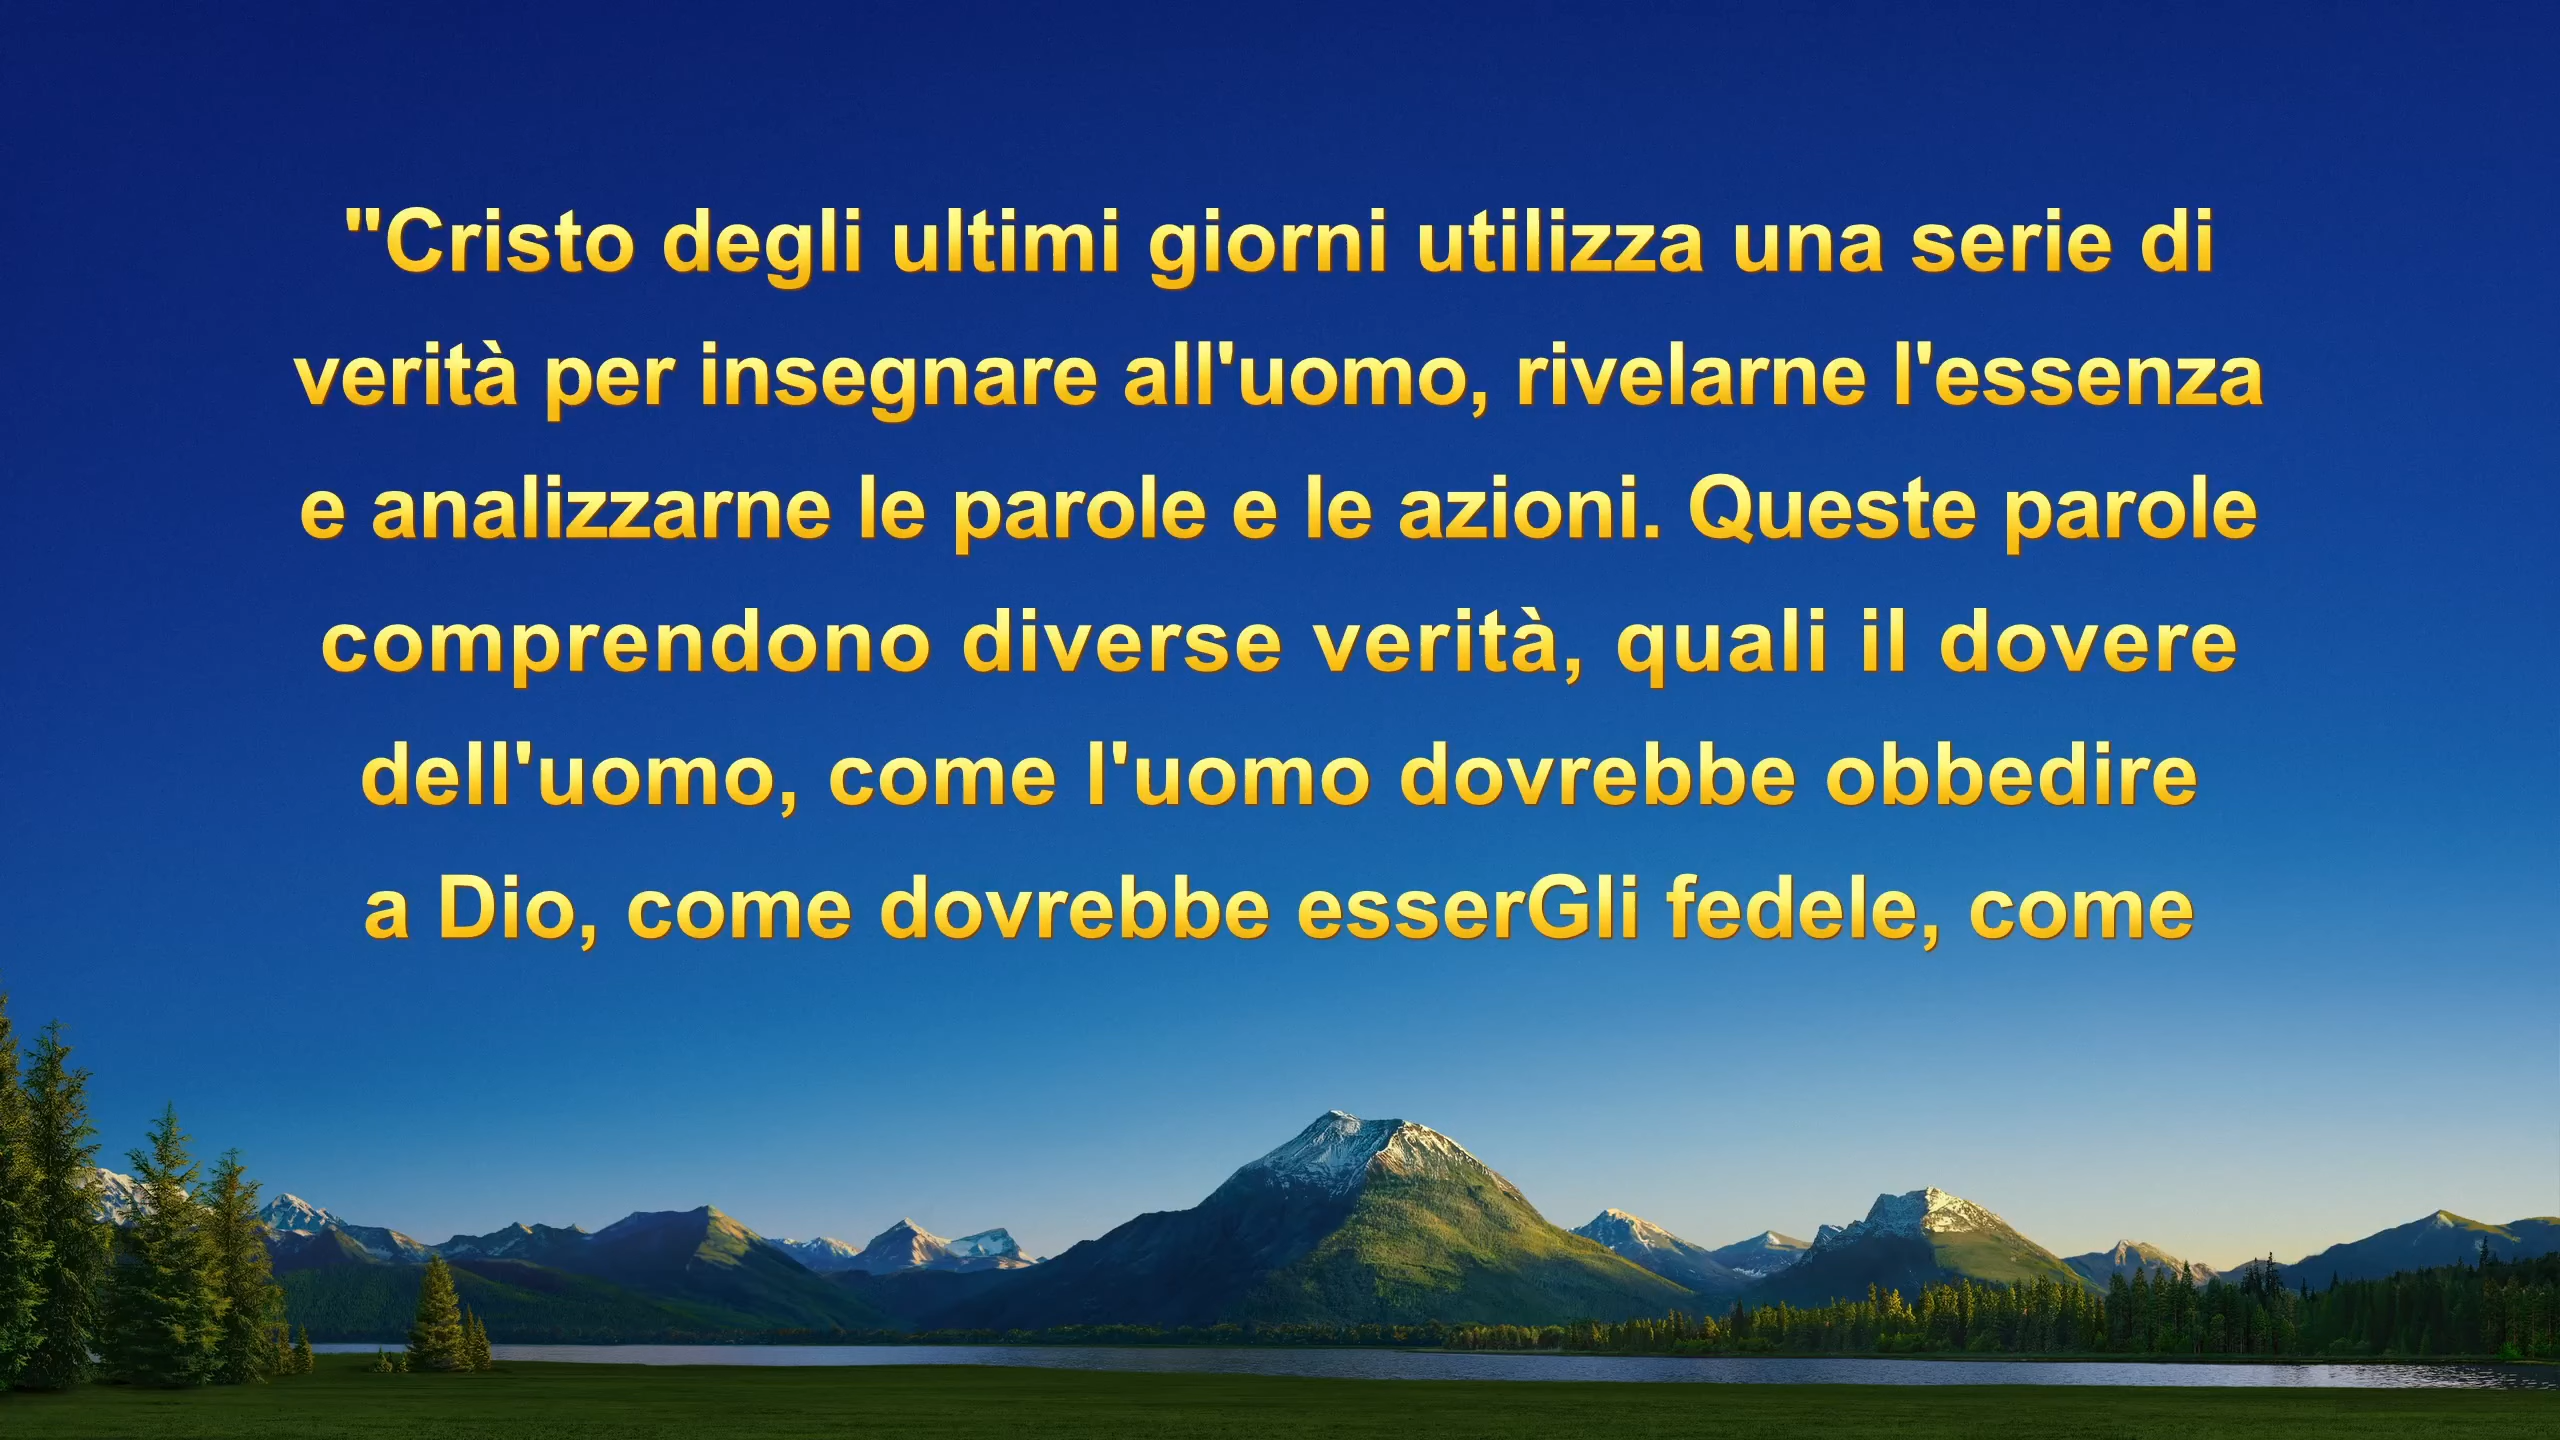 "Cristo degli ultimi giorni utilizza una serie di
verità per insegnare all'uomo, rivelarne l'essenza
e analizzarne le parole e le azioni. Queste parole
comprendono diverse verità, quali il dovere
dell'uomo, come l'uomo dovrebbe obbedire
a Dio, come dovrebbe esserGli fedele, come